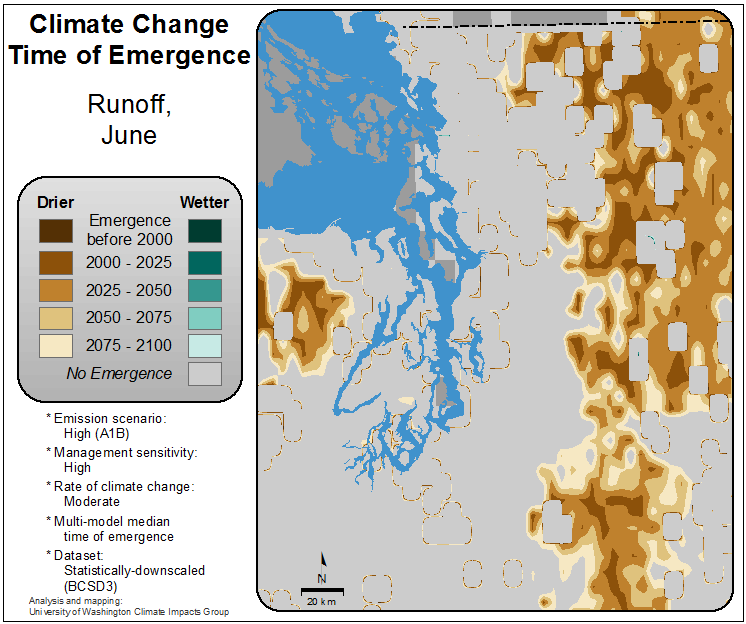 Climate Change
Time of Emergence
Runoff,
June
Drier Wetter
Emergence
before 2000
2000 - 2025
2025 - 2050
2050 - 2075
2075 - 2100
No Emergence
* Emission scenario:
High (A1B)
* Management sensitivity:
High
* Rate of climate change:
Moderate
* Multi-model median
time of emergence
* Dataset:
Statistically-downscaled
(BCSD3)
Analysis and mapping:
University of Washington Climate Impacts Group
N
20 km